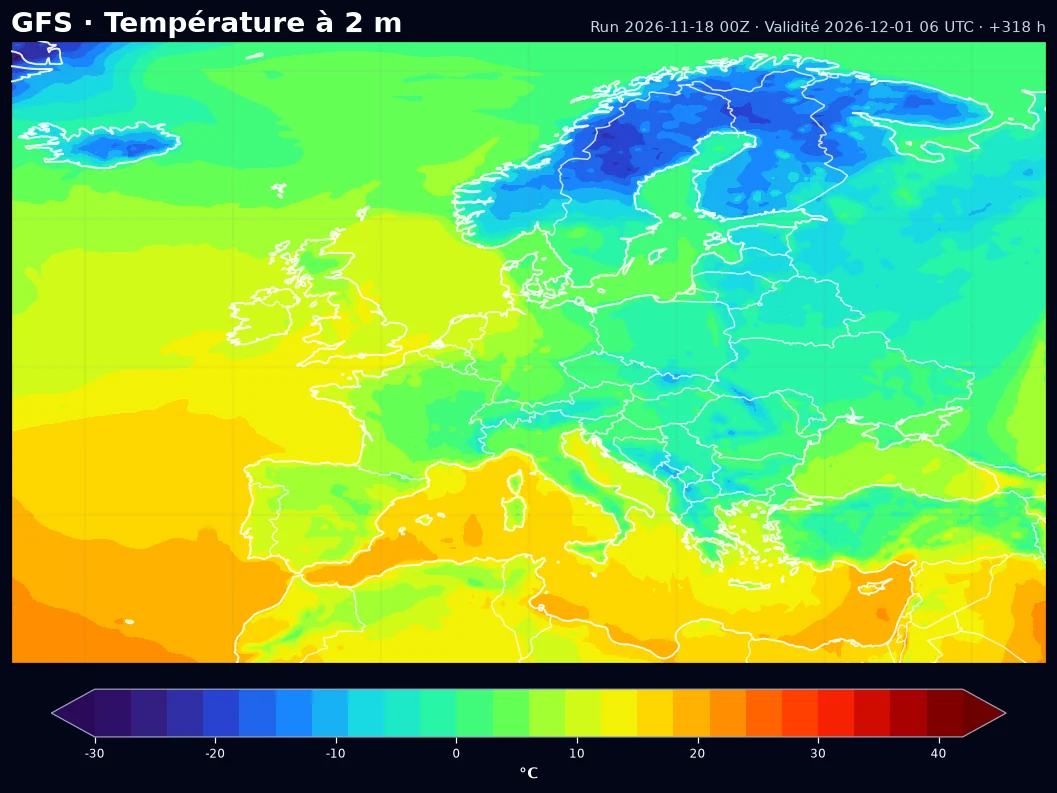 GFS · Température à 2 m
Run 2026-11-18 00Z · Validité 2026-12-01 06 UTC · +318 h
-30 -20 -10 0 10 20 30 40
°C